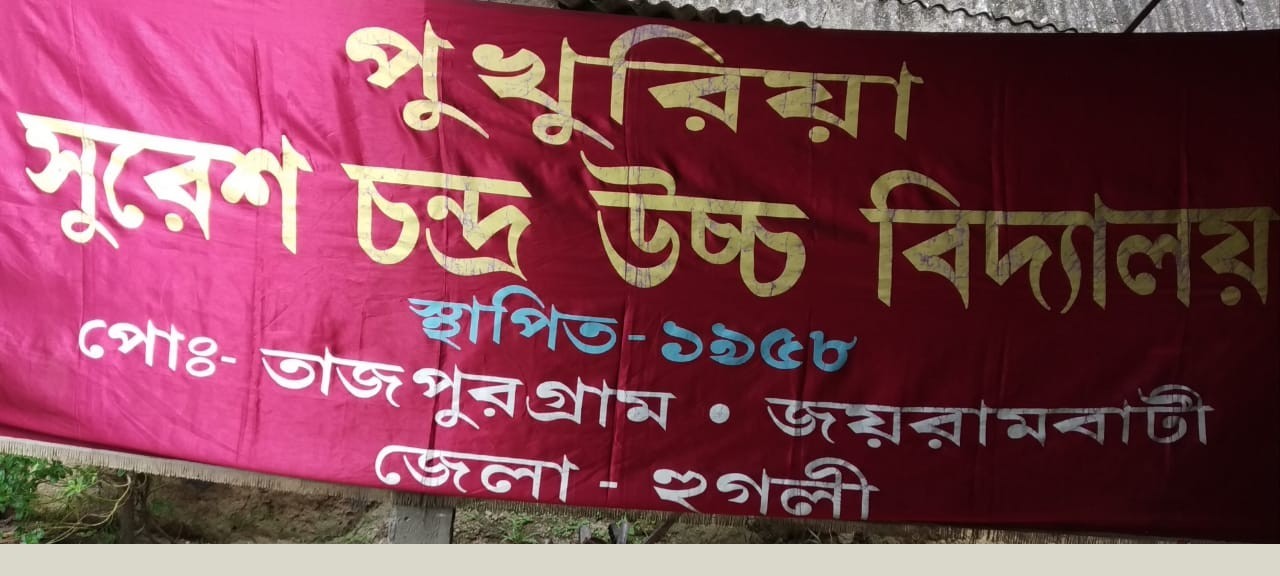 পুখুরিয়া
সুরেশ চন্দ্র উচ্চ বিদ্যালয়
স্থাপিত - ১৯৫৮
পোঃ- তাজপুরগ্রাম • জয়রামবাটী
জেলা - হুগলী